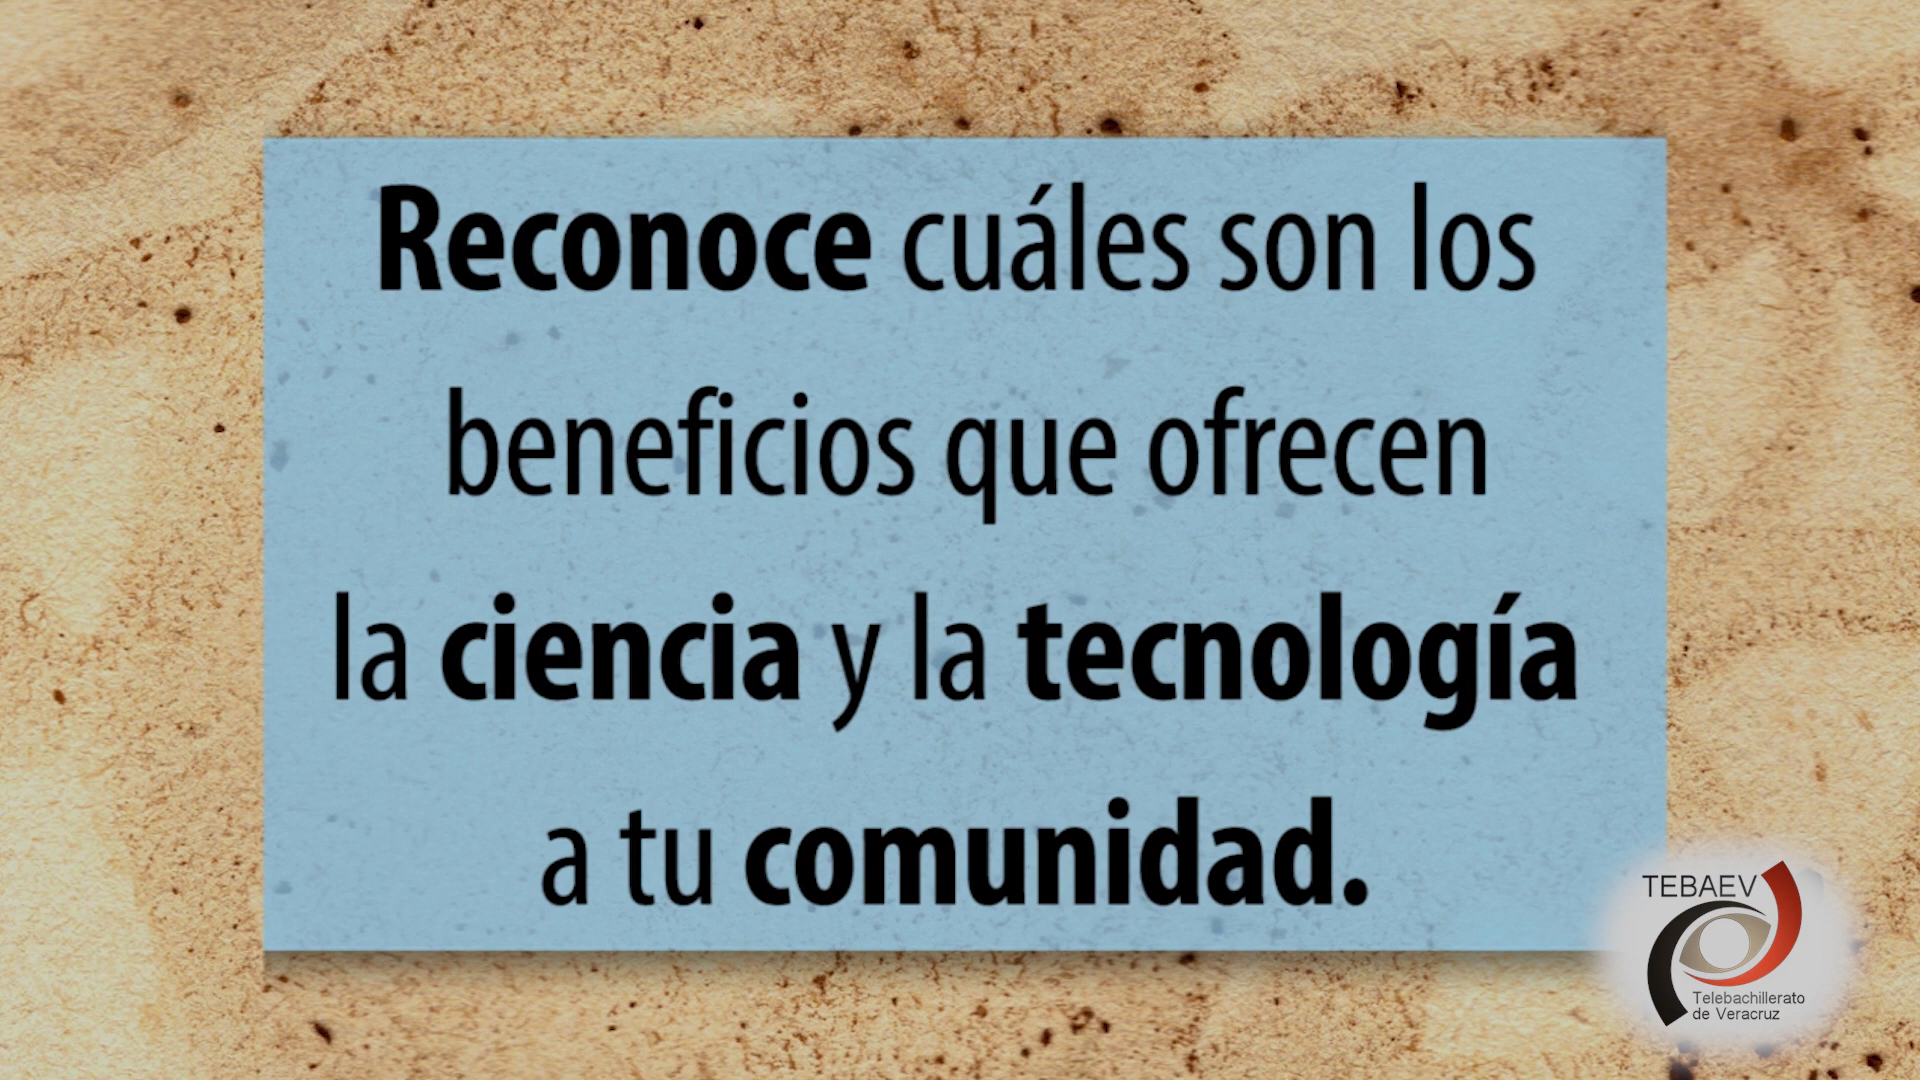 Reconoce cuáles son los
beneficios que ofrecen
la ciencia y la tecnología
a tu comunidad.
TEBAEV
Telebachillerato
de Veracruz